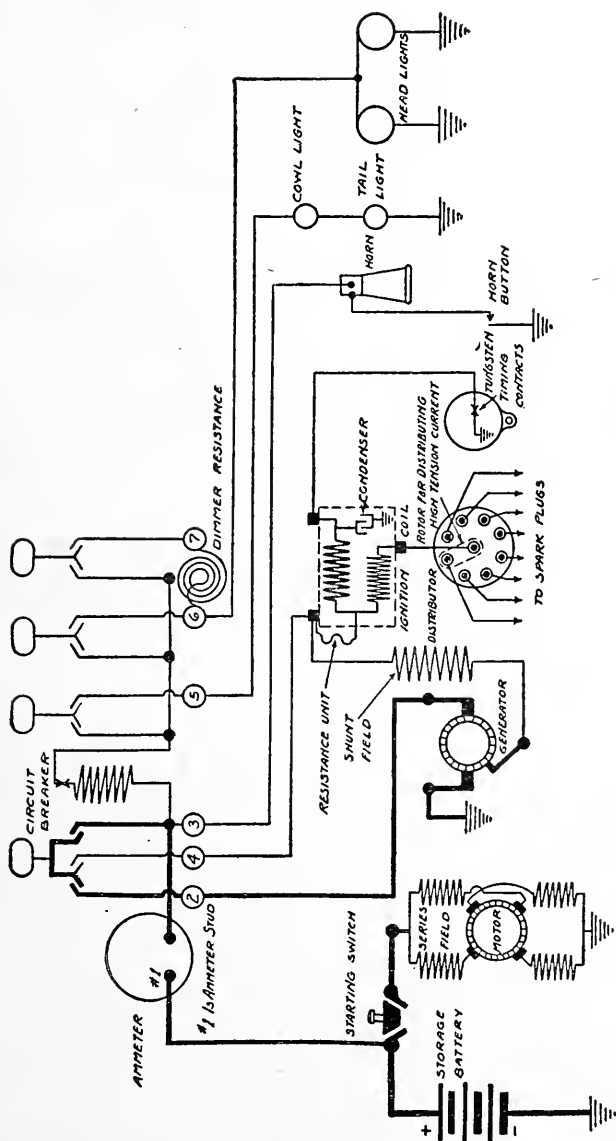 AMMETER
#1
#1 IS AMMETER STUD
CIRCUIT
BREAKER
2
4
3
5
6
7
DIMMER RESISTANCE
COWL LIGHT
TAIL
LIGHT
HEAD LIGHTS
HORN
HORN
BUTTON
TUNGSTEN
TIMING
CONTACTS
CONDENSER
IGNITION COIL
ROTOR FOR DISTRIBUTING
HIGH TENSION CURRENT
DISTRIBUTOR
TO SPARK PLUGS
RESISTANCE UNIT
SHUNT
FIELD
GENERATOR
STARTING SWITCH
SERIES
FIELD
MOTOR
STORAGE
BATTERY
+
-